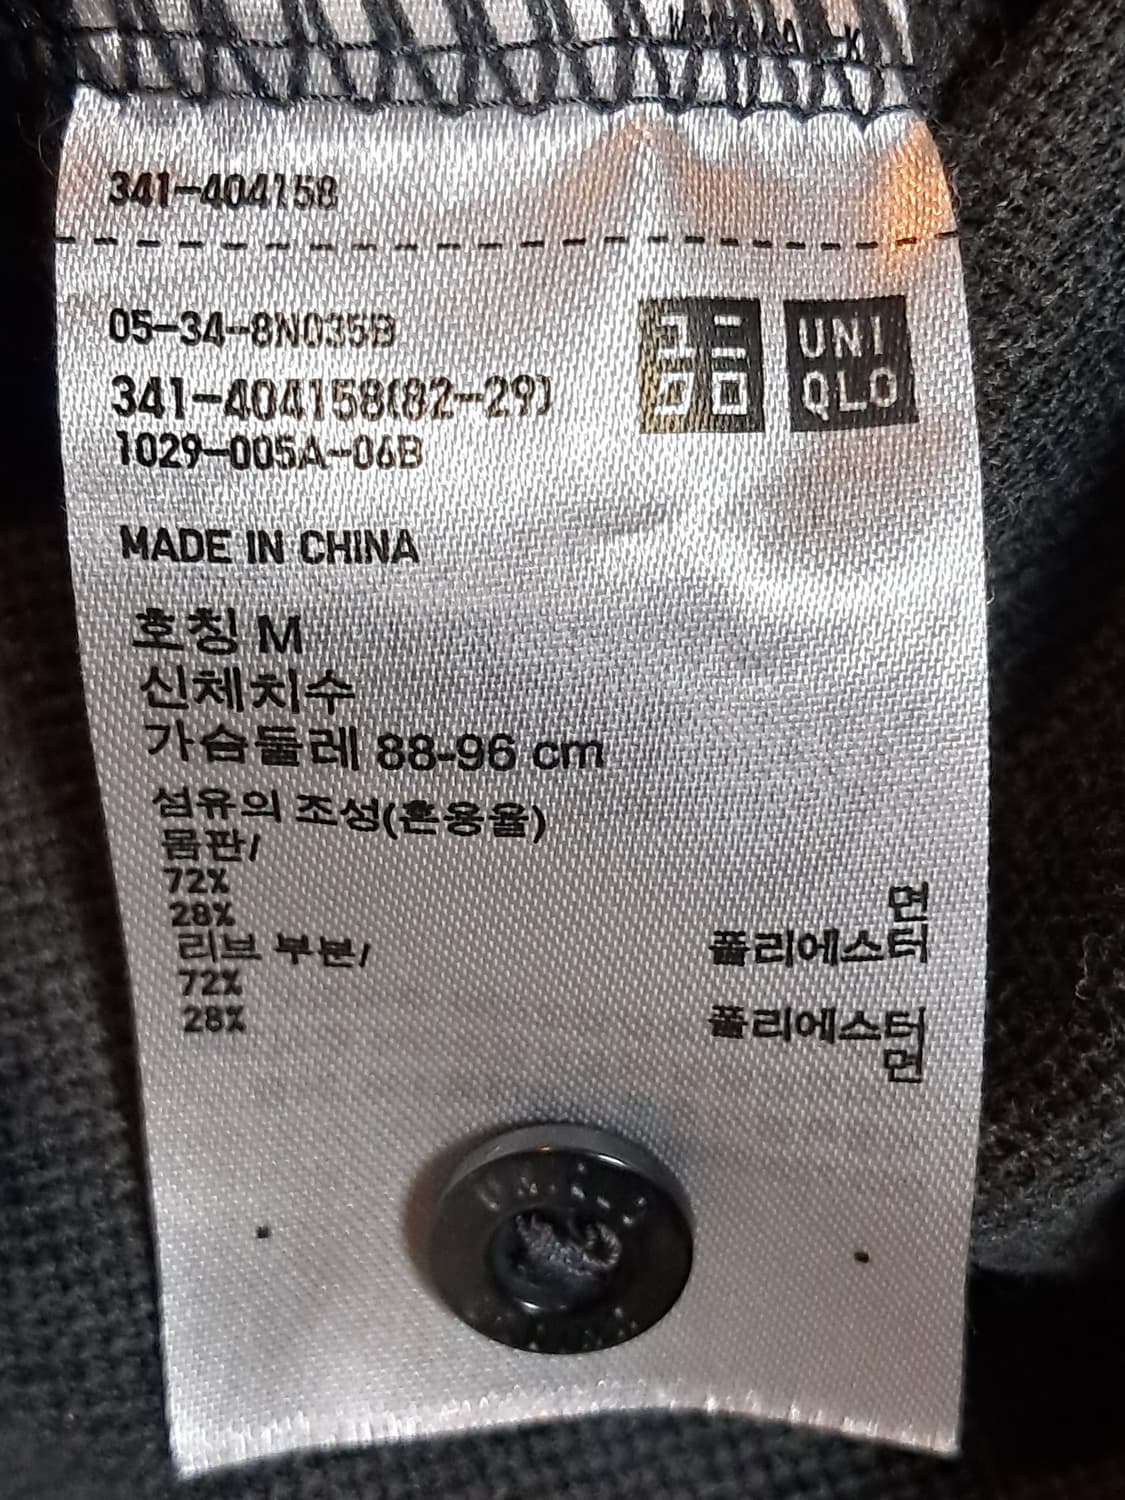 341-404158
05-34-8N035B
341-404158(82-29)
1029-005A-06B
유니
클로
UNI
QLO
MADE IN CHINA
호칭 M
신체치수
가슴둘레 88-96 cm
섬유의 조성(혼용율)
몸판/
72% 면
28% 폴리에스터
리브 부분/
72% 폴리에스터
28% 면
UNIQLO